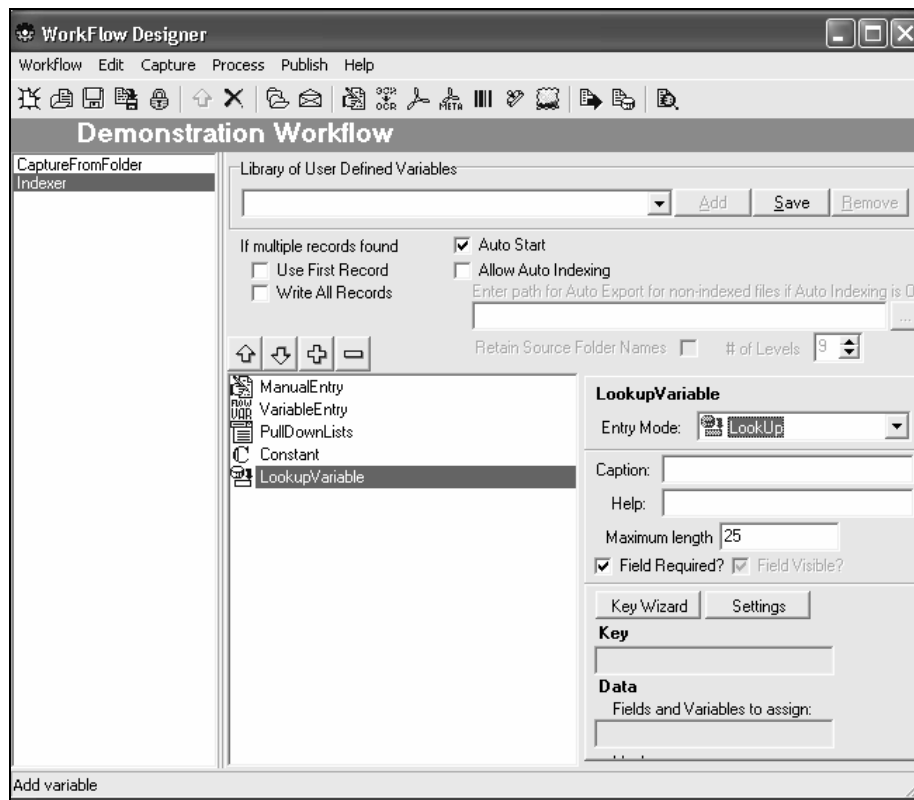 WorkFlow Designer
Workflow Edit Capture Process Publish Help
OCR
OCR META
Demonstration Workflow
CaptureFromFolder
Indexer
Library of User Defined Variables
Add Save Remove
If multiple records found
Auto Start
Use First Record
Allow Auto Indexing
Write All Records
Enter path for Auto Export for non-indexed files if Auto Indexing is O
...
Retain Source Folder Names # of Levels 9
ManualEntry
VariableEntry
PullDownLists
Constant
LookupVariable
LookupVariable
Entry Mode: LookUp
Caption:
Help:
Maximum length 25
Field Required? Field Visible?
Key Wizard Settings
Key
Data
Fields and Variables to assign:
Add variable